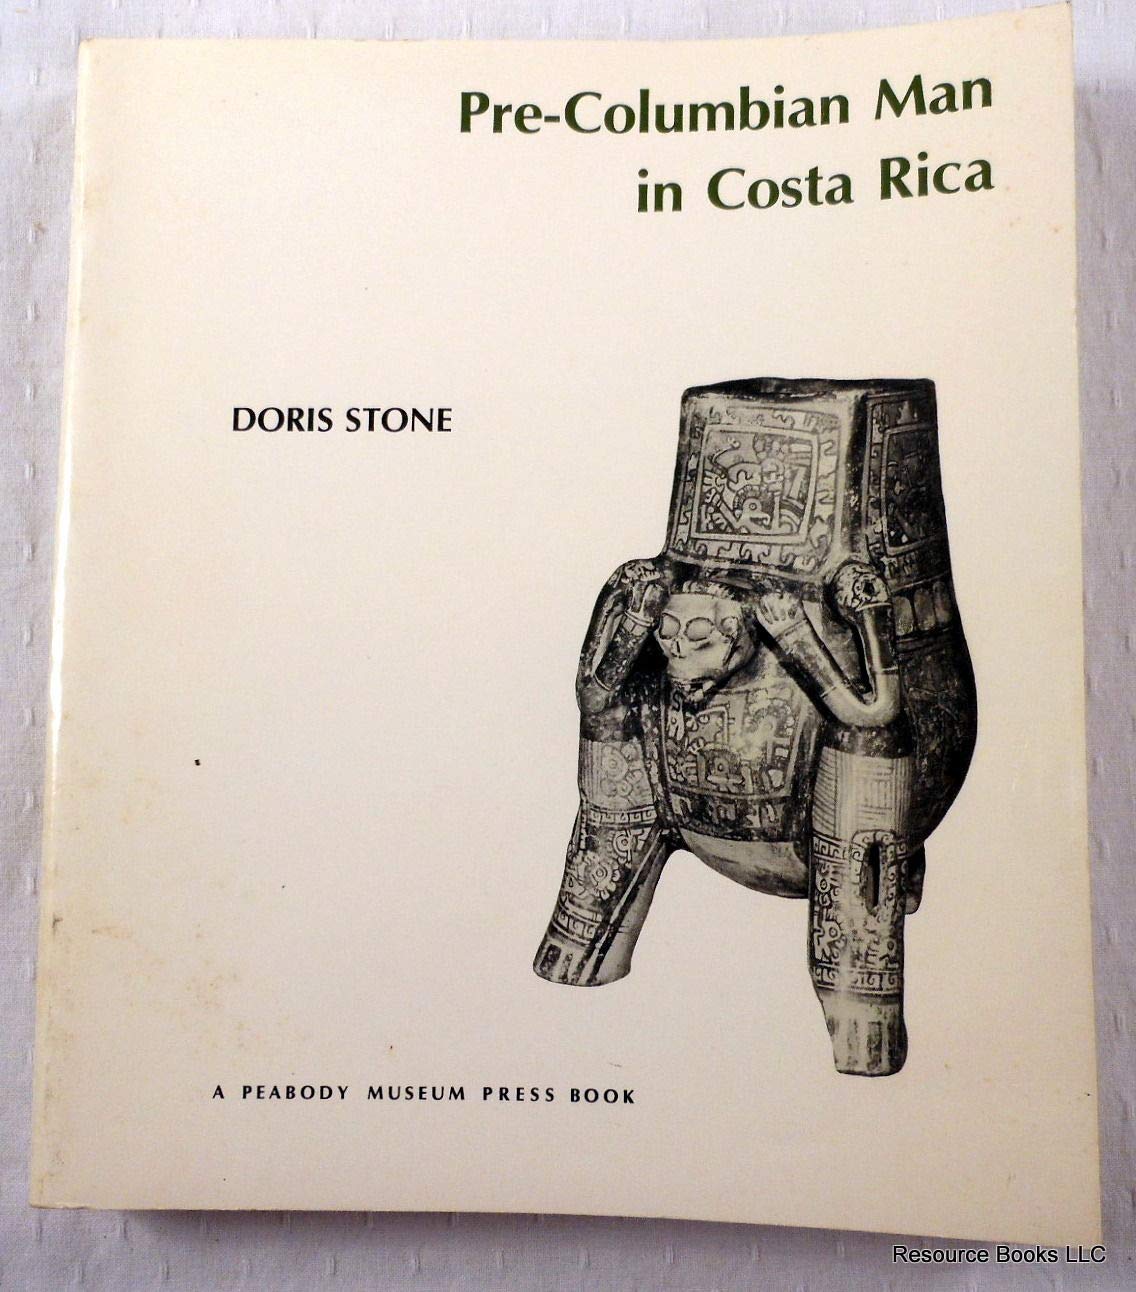 Pre-Columbian Man
in Costa Rica
DORIS STONE
A PEABODY MUSEUM PRESS BOOK
Resource Books LLC